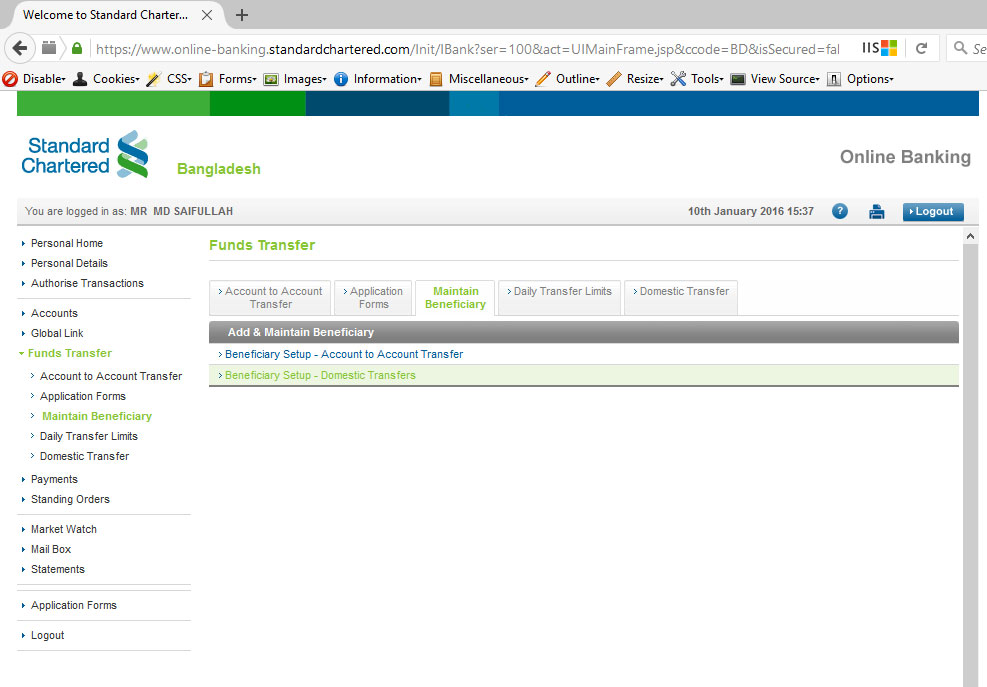 Welcome to Standard Charter...
https://www.online-banking.standardchartered.com/Init/IBank?ser=100&act=UIMainFrame.jsp&ccode=BD&isSecured=fal IIS Se
Disable Cookies CSS Forms Images Information Miscellaneous Outline Resize Tools View Source Options
Standard
Chartered
Bangladesh
Online Banking
You are logged in as: MR MD SAIFULLAH
10th January 2016 15:37 ? Logout
Personal Home
Personal Details
Authorise Transactions
Accounts
Global Link
Funds Transfer
Account to Account Transfer
Application Forms
Maintain Beneficiary
Daily Transfer Limits
Domestic Transfer
Payments
Standing Orders
Market Watch
Mail Box
Statements
Application Forms
Logout
Funds Transfer
Account to Account
Transfer
Application
Forms
Maintain
Beneficiary
Daily Transfer Limits
Domestic Transfer
Add & Maintain Beneficiary
Beneficiary Setup - Account to Account Transfer
Beneficiary Setup - Domestic Transfers